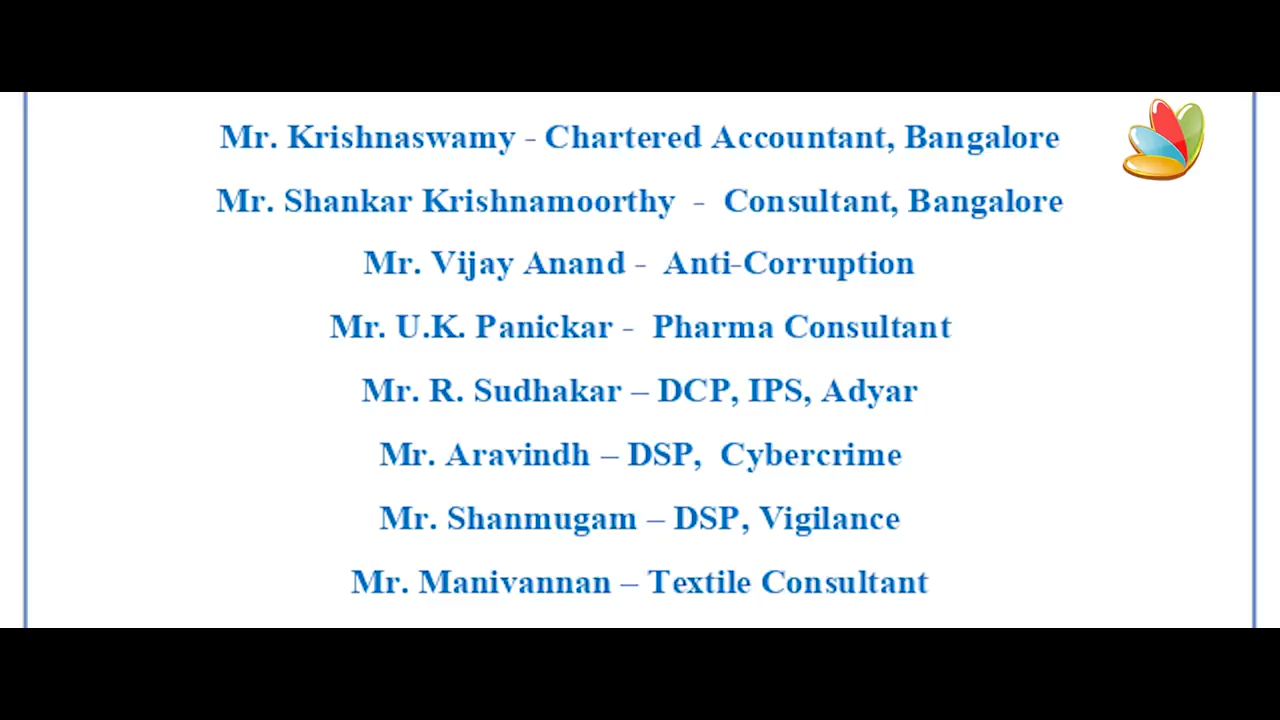 Mr. Krishnaswamy - Chartered Accountant, Bangalore
Mr. Shankar Krishnamoorthy - Consultant, Bangalore
Mr. Vijay Anand - Anti-Corruption
Mr. U.K. Panickar - Pharma Consultant
Mr. R. Sudhakar – DCP, IPS, Adyar
Mr. Aravindh – DSP, Cybercrime
Mr. Shanmugam – DSP, Vigilance
Mr. Manivannan – Textile Consultant